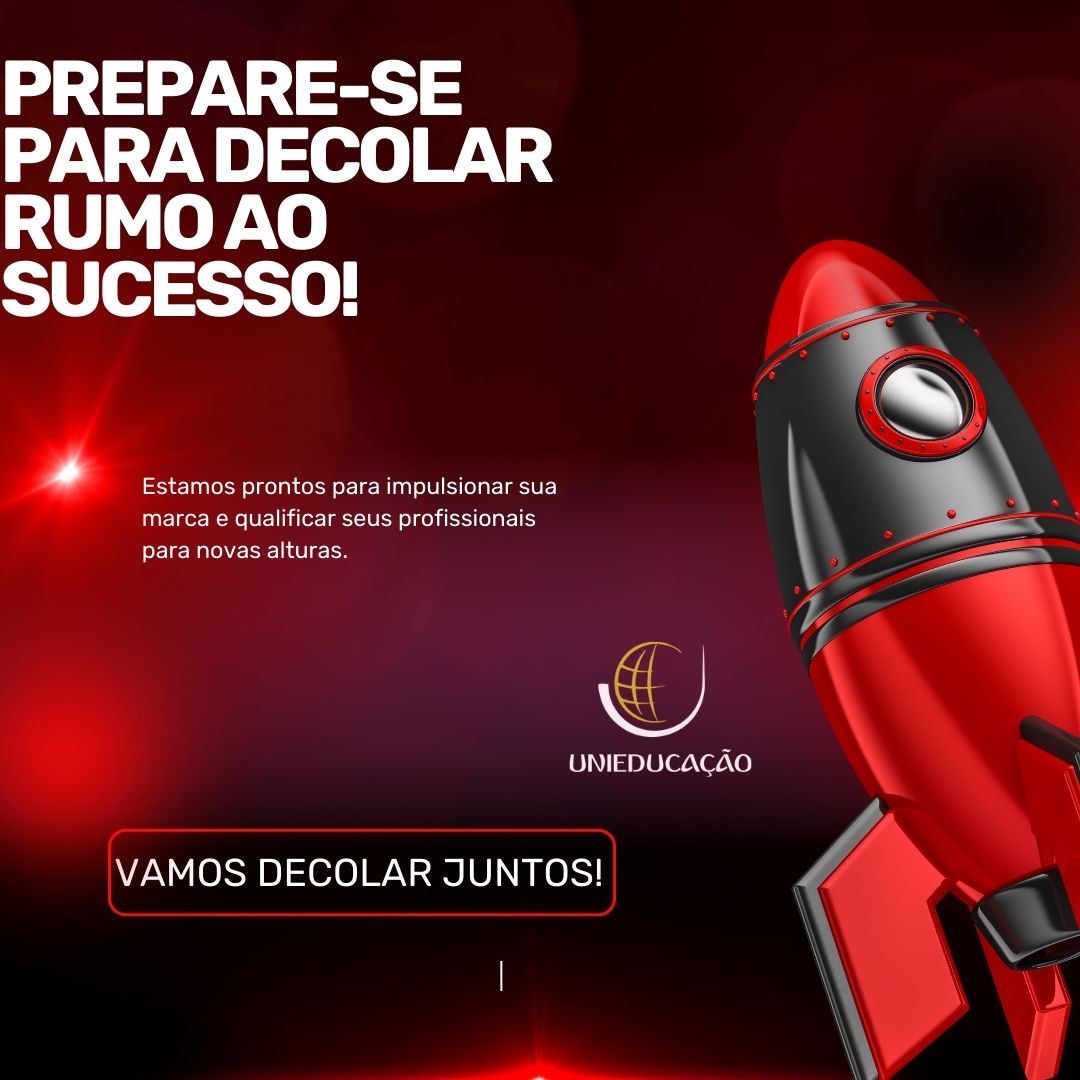 PREPARE-SE
PARA DECOLAR
RUMO AO
SUCESSO!
Estamos prontos para impulsionar sua
marca e qualificar seus profissionais
para novas alturas.
UNIEDUCAÇÃO
VAMOS DECOLAR JUNTOS!
|